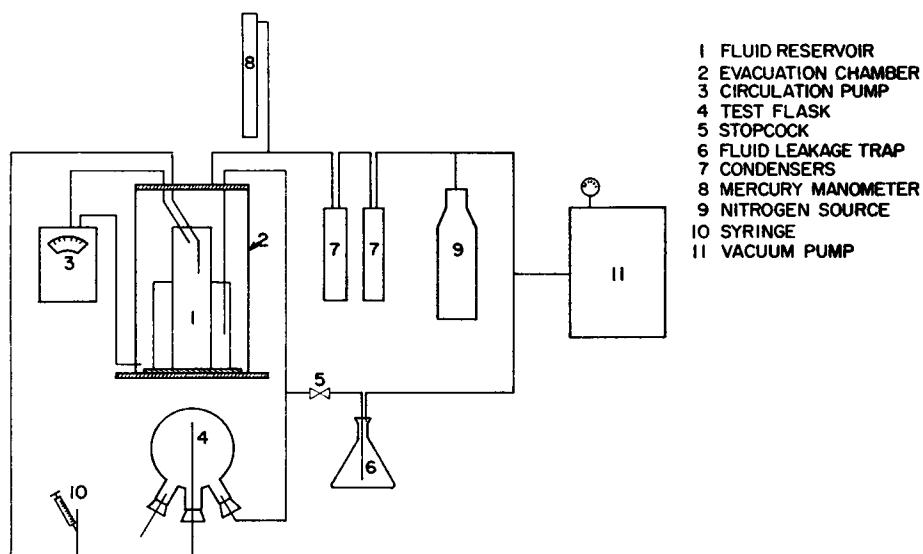 8
1 FLUID RESERVOIR
2 EVACUATION CHAMBER
3 CIRCULATION PUMP
4 TEST FLASK
5 STOPCOCK
6 FLUID LEAKAGE TRAP
7 CONDENSERS
8 MERCURY MANOMETER
9 NITROGEN SOURCE
10 SYRINGE
11 VACUUM PUMP
2
3
7
7
9
11
1
5
4
6
10